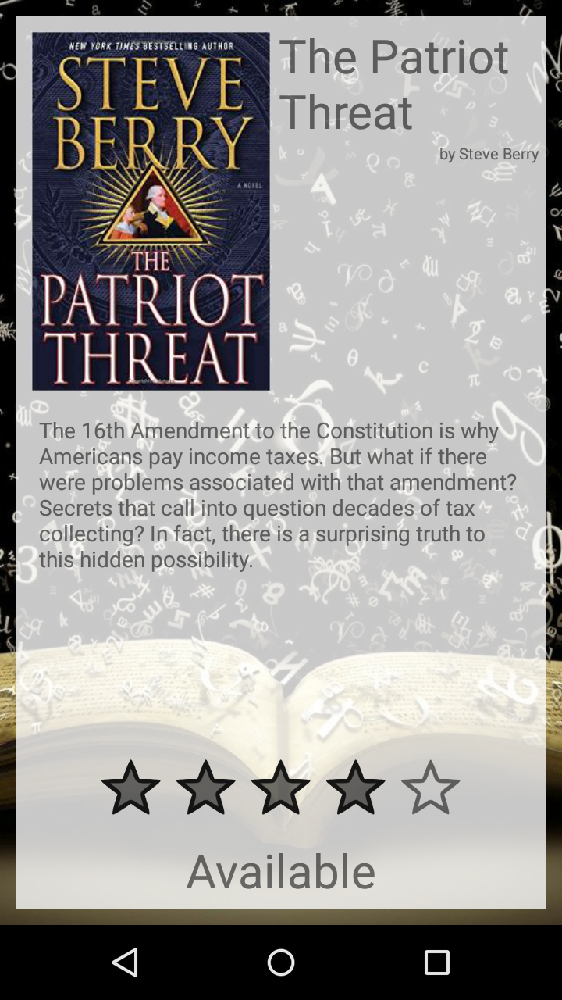 NEW YORK TIMES BESTSELLING AUTHOR
STEVE
BERRY
A NOVEL
THE
PATRIOT
THREAT
The Patriot
Threat
by Steve Berry
The 16th Amendment to the Constitution is why
Americans pay income taxes. But what if there
were problems associated with that amendment?
Secrets that call into question decades of tax
collecting? In fact, there is a surprising truth to
this hidden possibility.
Available